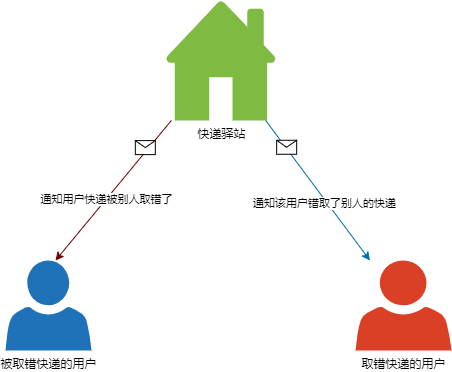 快递驿站
通知用户快递被别人取错了
通知该用户错取了别人的快递
被取错快递的用户
取错快递的用户